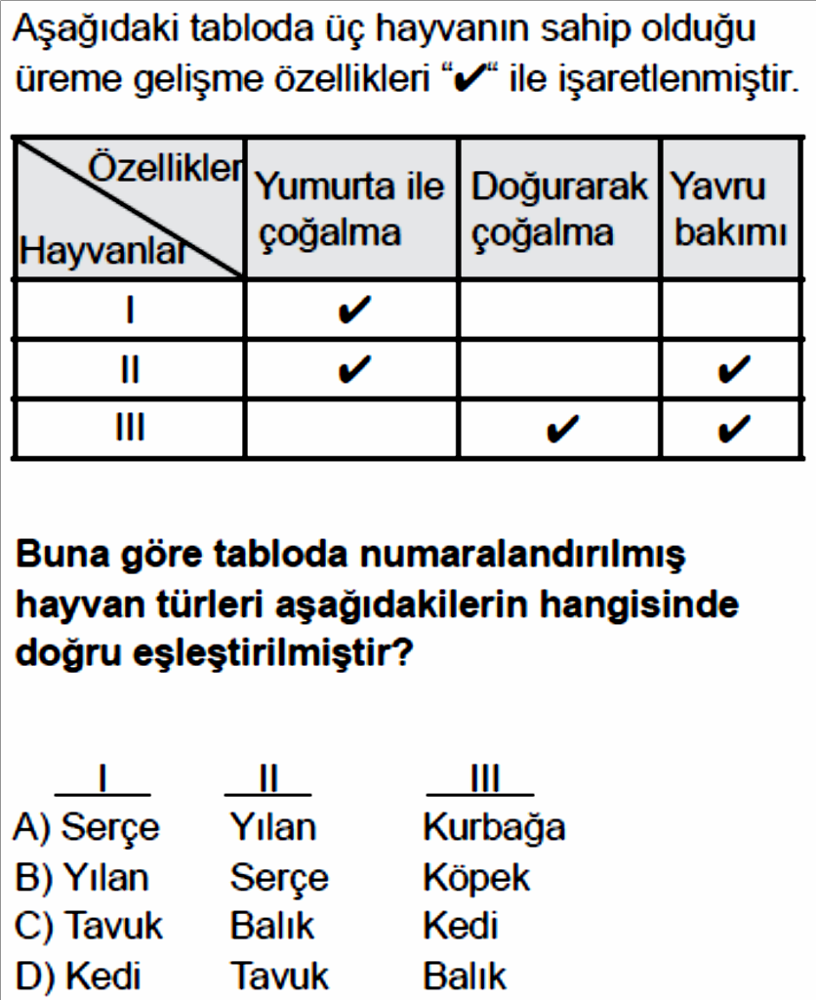 Aşağıdaki tabloda üç hayvanın sahip olduğu
üreme gelişme özellikleri “✔“ ile işaretlenmiştir.
Özellikler
Hayvanlar
Yumurta ile
çoğalma
Doğurarak
çoğalma
Yavru
bakımı
I ✔
II ✔ ✔
III ✔ ✔
Buna göre tabloda numaralandırılmış
hayvan türleri aşağıdakilerin hangisinde
doğru eşleştirilmiştir?
I II III
A) Serçe Yılan Kurbağa
B) Yılan Serçe Köpek
C) Tavuk Balık Kedi
D) Kedi Tavuk Balık